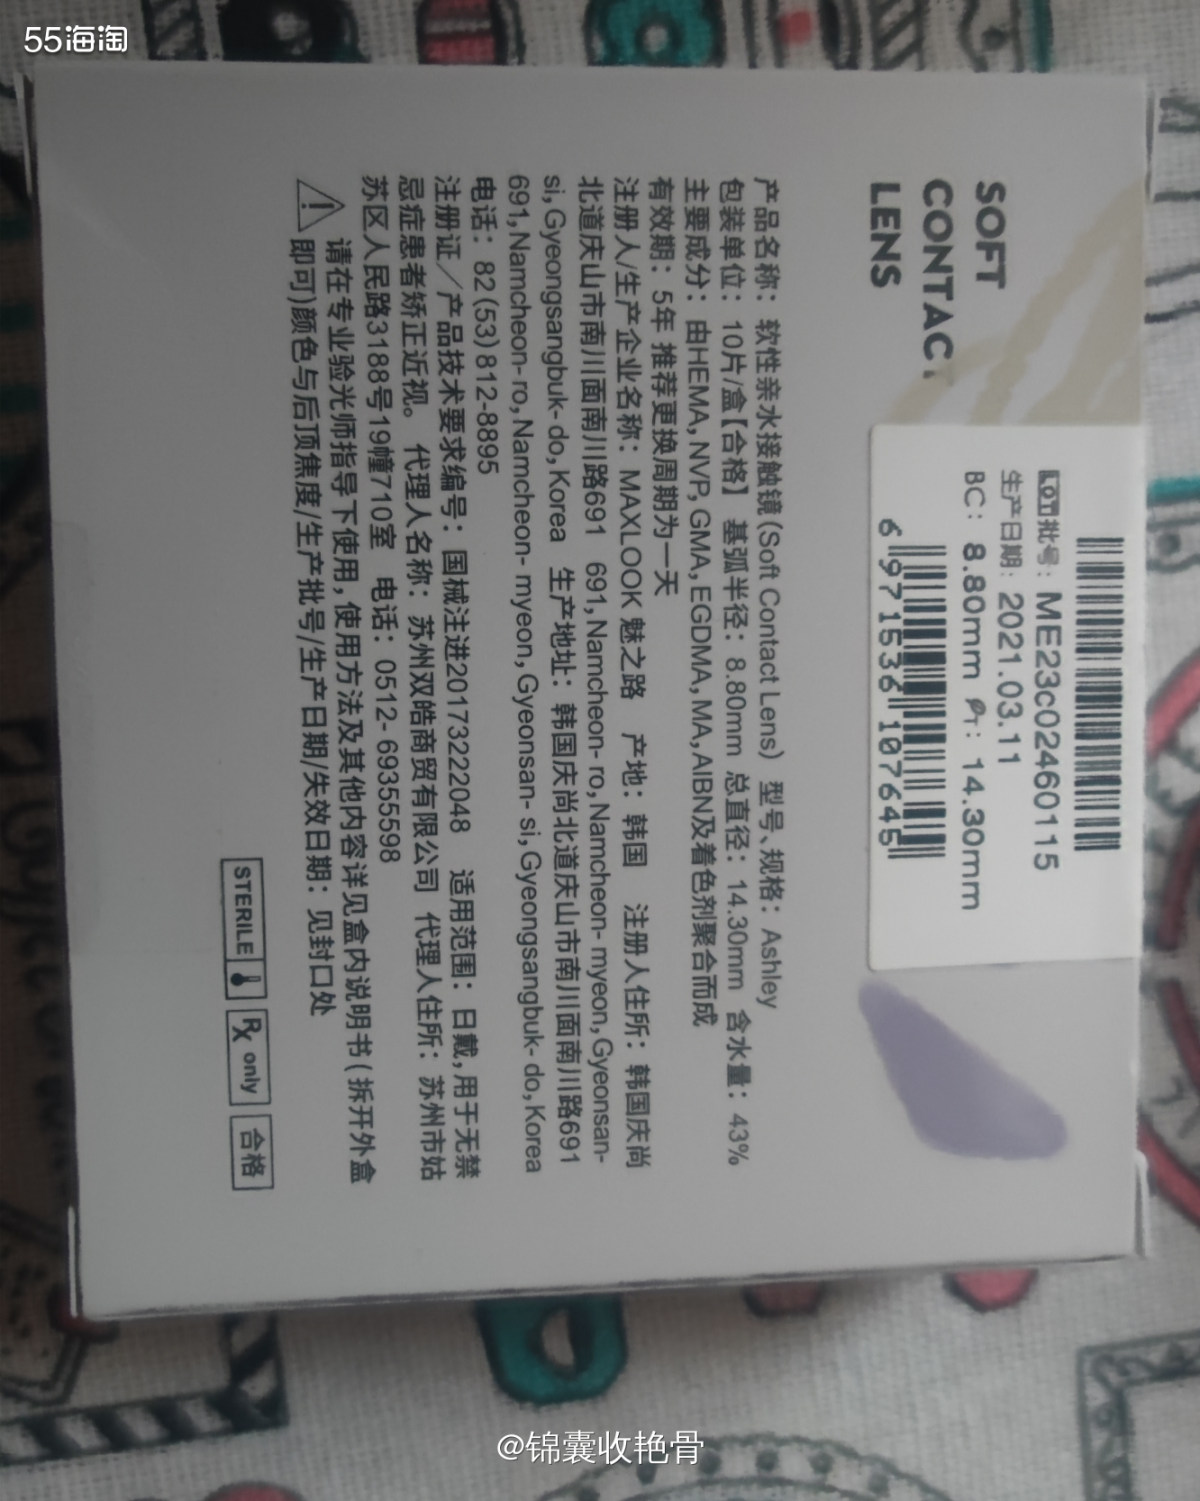 55海淘
SOFT
CONTACT
LENS
LOT批号：ME23c02460115
生产日期：2021.03.11
BC：8.80mm PT：14.30mm
6 971536 107645
产品名称：软性亲水接触镜(Soft Contact Lens) 型号、规格：Ashley
包装单位：10片/盒【合格】 基弧半径：8.80mm 总直径：14.30mm 含水量：43%
主要成分：由HEMA,NVP,GMA,EGDMA,MA,AIBN及着色剂聚合而成
有效期：5年 推荐更换周期为一天
注册人/生产企业名称：MAXLOOK 魅之路 产地：韩国 注册人住所：韩国庆尚
北道庆山市南川面南川路691 691,Namcheon-ro,Namcheon-myeon,Gyeonsan-
si,Gyeongsangbuk-do,Korea 生产地址：韩国庆尚北道庆山市南川面南川路691
691,Namcheon-ro,Namcheon-myeon,Gyeonsan-si,Gyeongsangbuk-do,Korea
电话：82(53)812-8895
注册证／产品技术要求编号：国械注进20173222048 适用范围：日戴,用于无禁
忌症患者矫正近视。 代理人名称：苏州双皓商贸有限公司 代理人住所：苏州市姑
苏区人民路3188号19幢710室 电话：0512-69355598
请在专业验光师指导下使用,使用方法及其他内容详见盒内说明书(拆开外盒
即可)颜色与后顶焦度/生产批号/生产日期/失效日期：见封口处
STERILE
Rx only
合格
@锦囊收艳骨